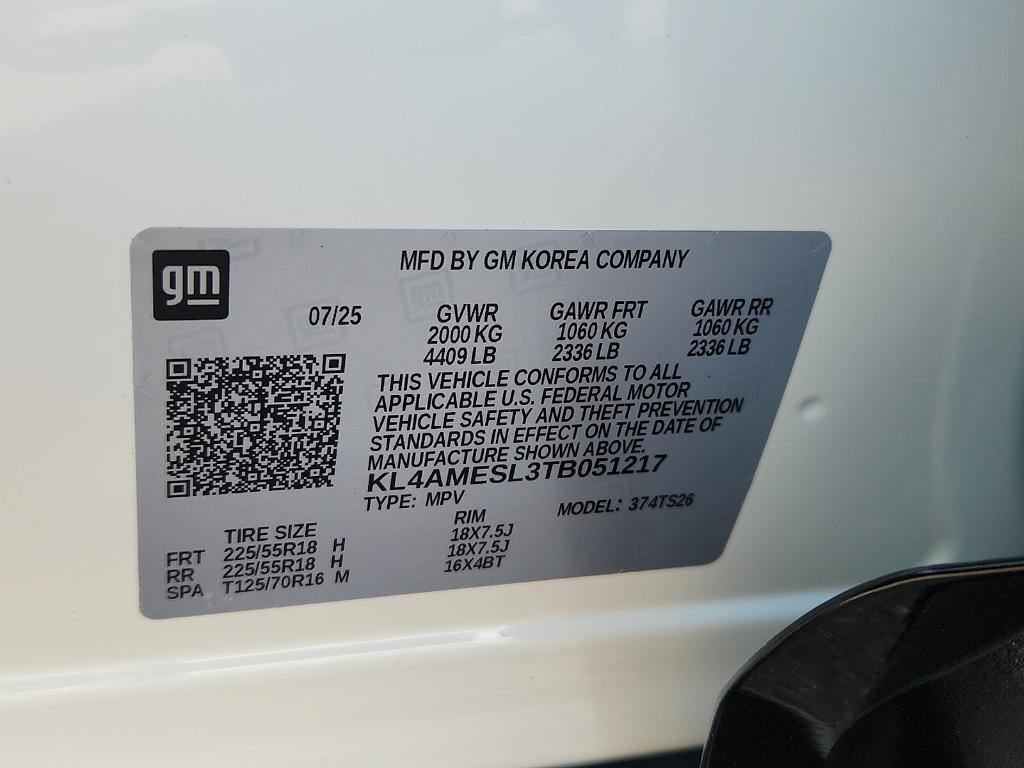 gm
MFD BY GM KOREA COMPANY
07/25 GVWR GAWR FRT GAWR RR
2000 KG 1060 KG 1060 KG
4409 LB 2336 LB 2336 LB
THIS VEHICLE CONFORMS TO ALL
APPLICABLE U.S. FEDERAL MOTOR
VEHICLE SAFETY AND THEFT PREVENTION
STANDARDS IN EFFECT ON THE DATE OF
MANUFACTURE SHOWN ABOVE.
KL4AMESL3TB051217
TYPE: MPV MODEL: 374TS26
TIRE SIZE RIM
FRT 225/55R18 H 18X7.5J
RR 225/55R18 H 18X7.5J
SPA T125/70R16 M 16X4BT